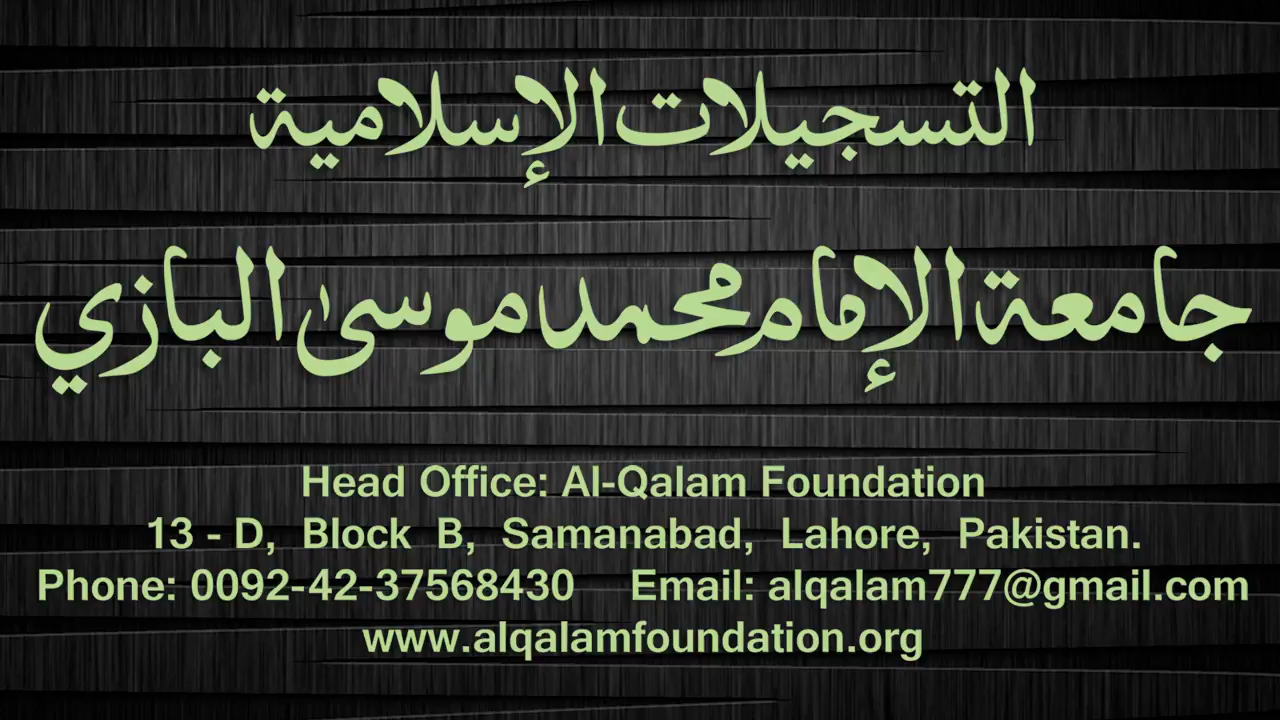 التسجيلات الإسلامية
جامعة الإمام محمد موسىٰ البازي
Head Office: Al-Qalam Foundation
13 - D, Block B, Samanabad, Lahore, Pakistan.
Phone: 0092-42-37568430 Email: alqalam777@gmail.com
www.alqalamfoundation.org